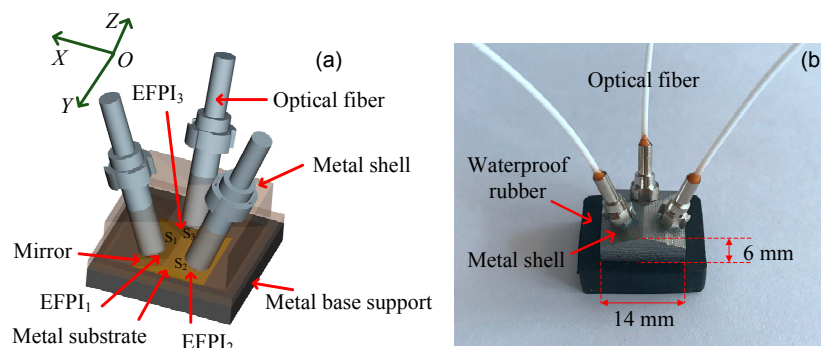 Z
X
O
Y
(a)
EFPI3
Optical fiber
Metal shell
S1
S3
S2
Mirror
EFPI1
Metal substrate
EFPI2
Metal base support
(b)
Optical fiber
Waterproof
rubber
Metal shell
6 mm
14 mm